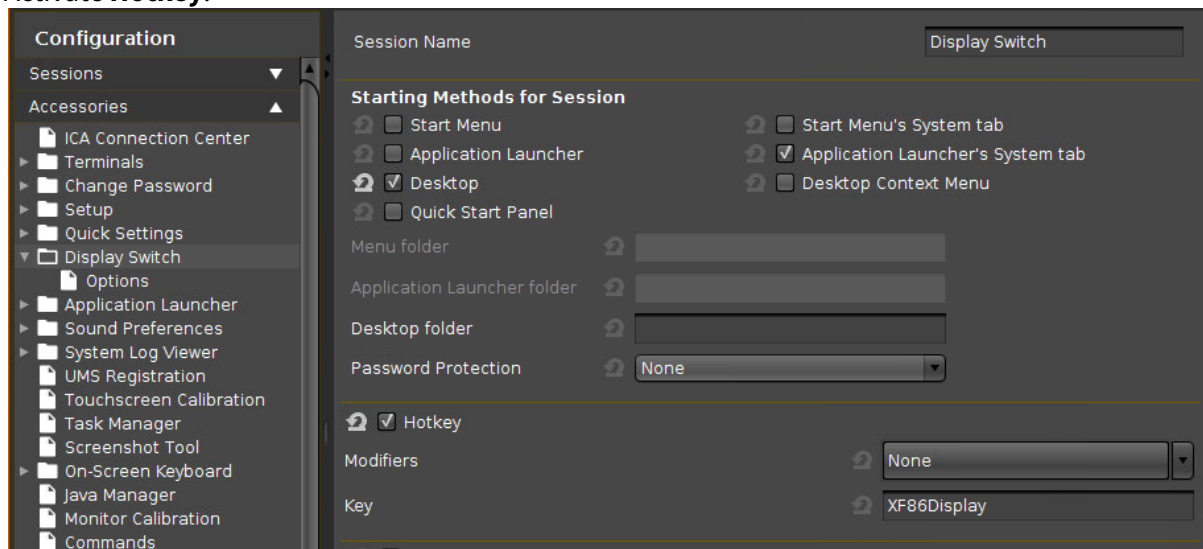 Activate Hotkey.
Configuration
Sessions
Accessories
ICA Connection Center
Terminals
Change Password
Setup
Quick Settings
Display Switch
Options
Application Launcher
Sound Preferences
System Log Viewer
UMS Registration
Touchscreen Calibration
Task Manager
Screenshot Tool
On-Screen Keyboard
Java Manager
Monitor Calibration
Commands
Session Name
Display Switch
Starting Methods for Session
Start Menu
Start Menu's System tab
Application Launcher
Application Launcher's System tab
Desktop
Desktop Context Menu
Quick Start Panel
Menu folder
Application Launcher folder
Desktop folder
Password Protection
None
Hotkey
Modifiers
None
Key
XF86Display